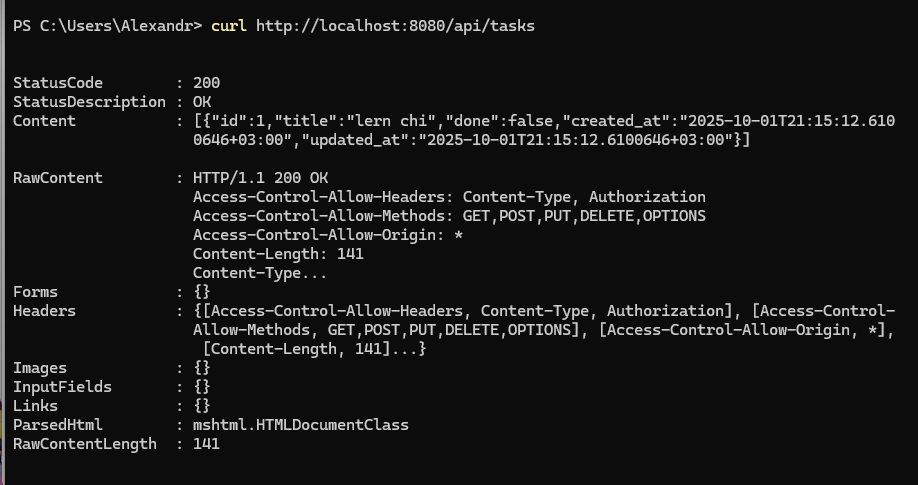 PS C:\Users\Alexandr> curl http://localhost:8080/api/tasks
StatusCode        : 200
StatusDescription : OK
Content           : [{"id":1,"title":"lern chi","done":false,"created_at":"2025-10-01T21:15:12.610
                    0646+03:00","updated_at":"2025-10-01T21:15:12.6100646+03:00"}]
RawContent        : HTTP/1.1 200 OK
                    Access-Control-Allow-Headers: Content-Type, Authorization
                    Access-Control-Allow-Methods: GET,POST,PUT,DELETE,OPTIONS
                    Access-Control-Allow-Origin: *
                    Content-Length: 141
                    Content-Type...
Forms             : {}
Headers           : {[Access-Control-Allow-Headers, Content-Type, Authorization], [Access-Control-
                    Allow-Methods, GET,POST,PUT,DELETE,OPTIONS], [Access-Control-Allow-Origin, *],
                     [Content-Length, 141]...}
Images            : {}
InputFields       : {}
Links             : {}
ParsedHtml        : mshtml.HTMLDocumentClass
RawContentLength  : 141